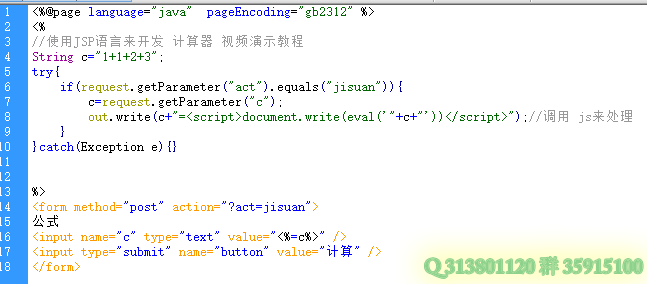 1 <%@page language="java"  pageEncoding="gb2312" %>
2 <%
3 //使用JSP语言来开发 计算器 视频演示教程
4 String c="1+1+2+3";
5 try{
6 if(request.getParameter("act").equals("jisuan")){
7 c=request.getParameter("c");
8 out.write(c+"=<script>document.write(eval('"+c+"'))</script>");//调用 js来处理
9 }
10 }catch(Exception e){}
11
12
13 %>
14 <form method="post" action="?act=jisuan">
15 公式
16 <input name="c" type="text" value="<%=c%>" />
17 <input type="submit" name="button" value="计算" />
18 </form>
Q 313801120 群 35915100